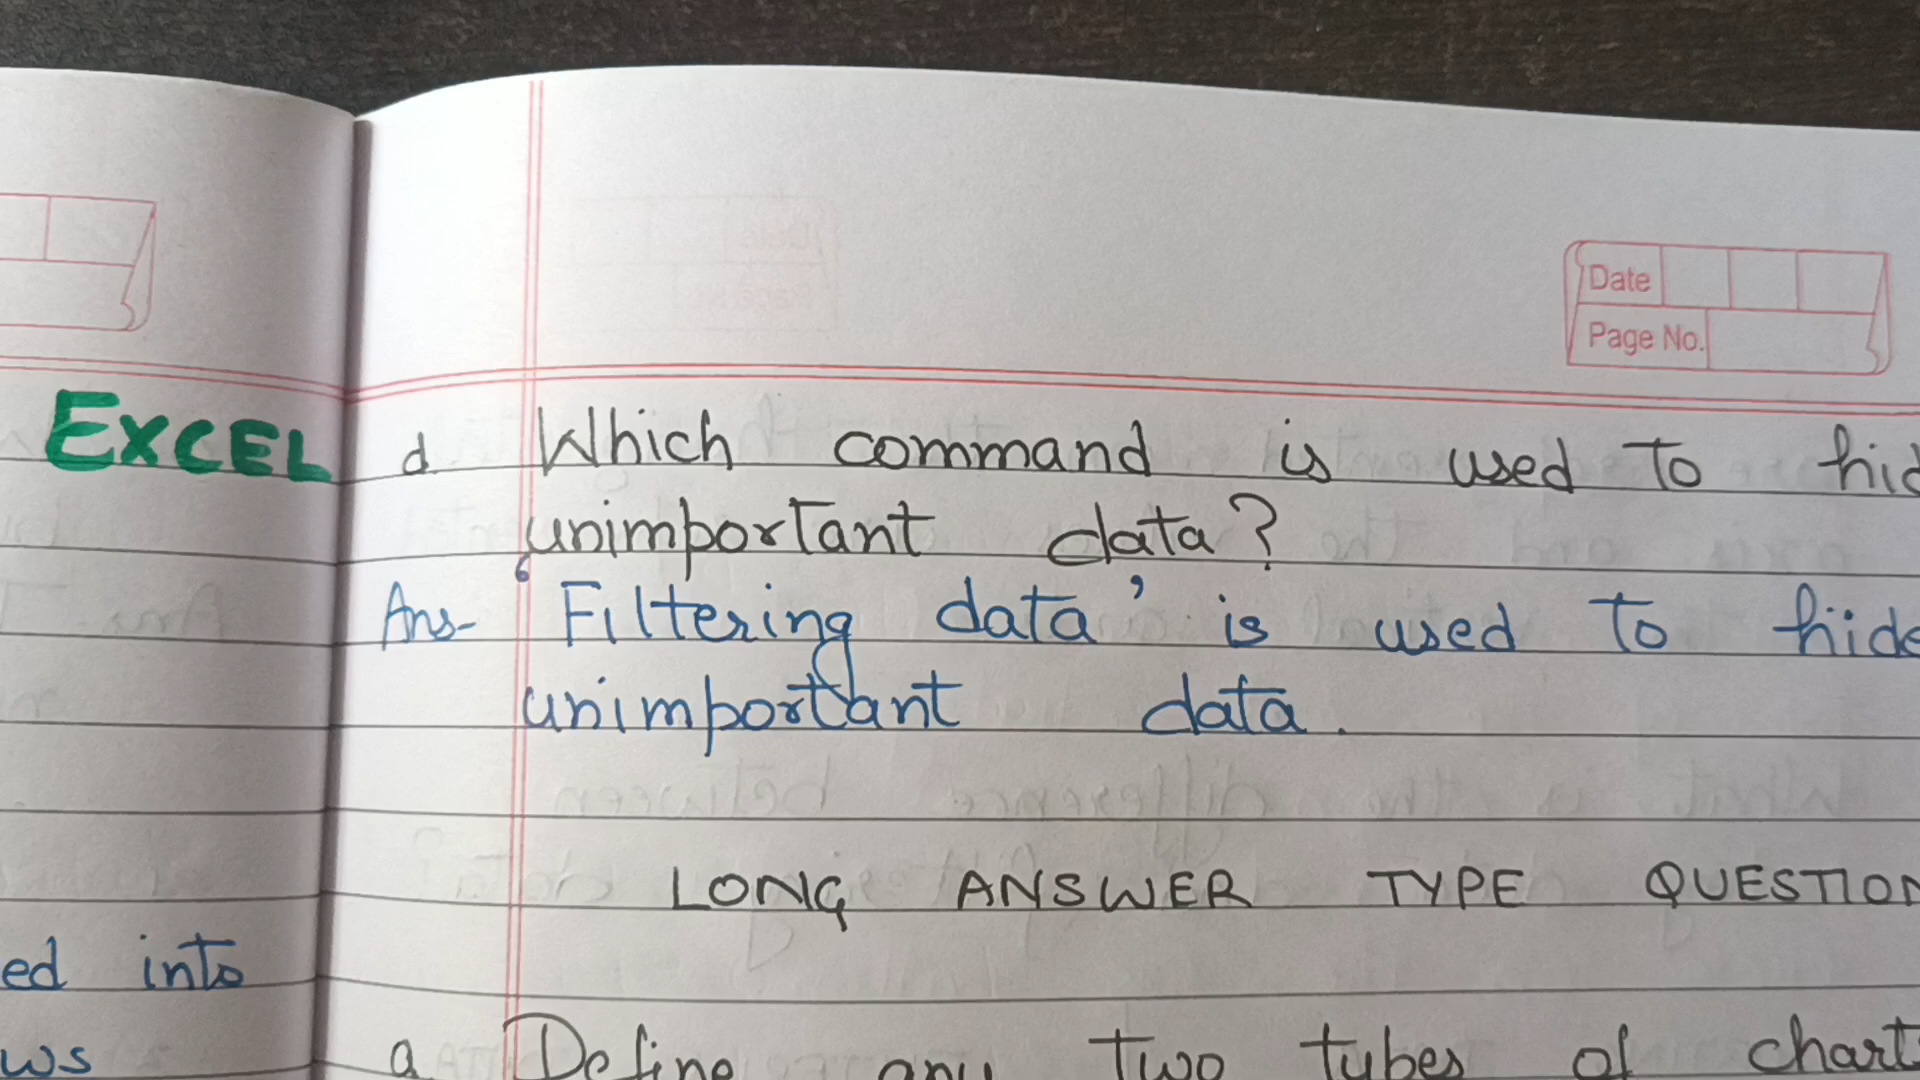 EXCEL
ed into
ws
Date
Page No.
d Which command is used to hid
unimportant data?
Ans- 'Filtering data' is used to hide
unimportant data.
LONG ANSWER TYPE QUESTION
a Define any two types of chart